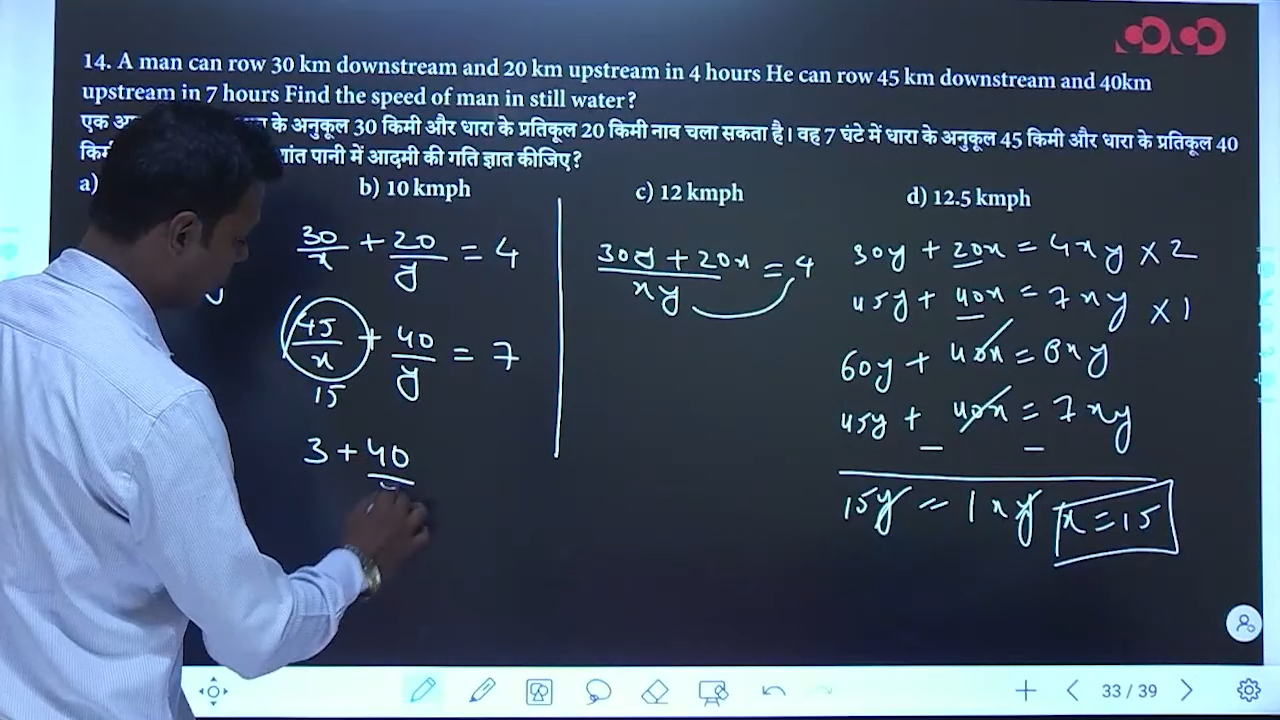 14. A man can row 30 km downstream and 20 km upstream in 4 hours He can row 45 km downstream and 40km
upstream in 7 hours Find the speed of man in still water?
एक के अनुकूल 30 किमी और धारा के प्रतिकूल 20 किमी नाव चला सकता है। वह 7 घंटे में धारा के अनुकूल 45 किमी और धारा के प्रतिकूल 40
पानी में आदमी की गति ज्ञात कीजिए?
a) b) 10 kmph c) 12 kmph d) 12.5 kmph
30/x + 20/y = 4
45/x + 40/y = 7
15
3 + 40
30y + 20x / xy = 4
30y + 20x = 4xy × 2
45y + 40x = 7xy × 1
60y + 40x = 8xy
45y + 40x = 7xy
15y = 1xy x = 15
33 / 39